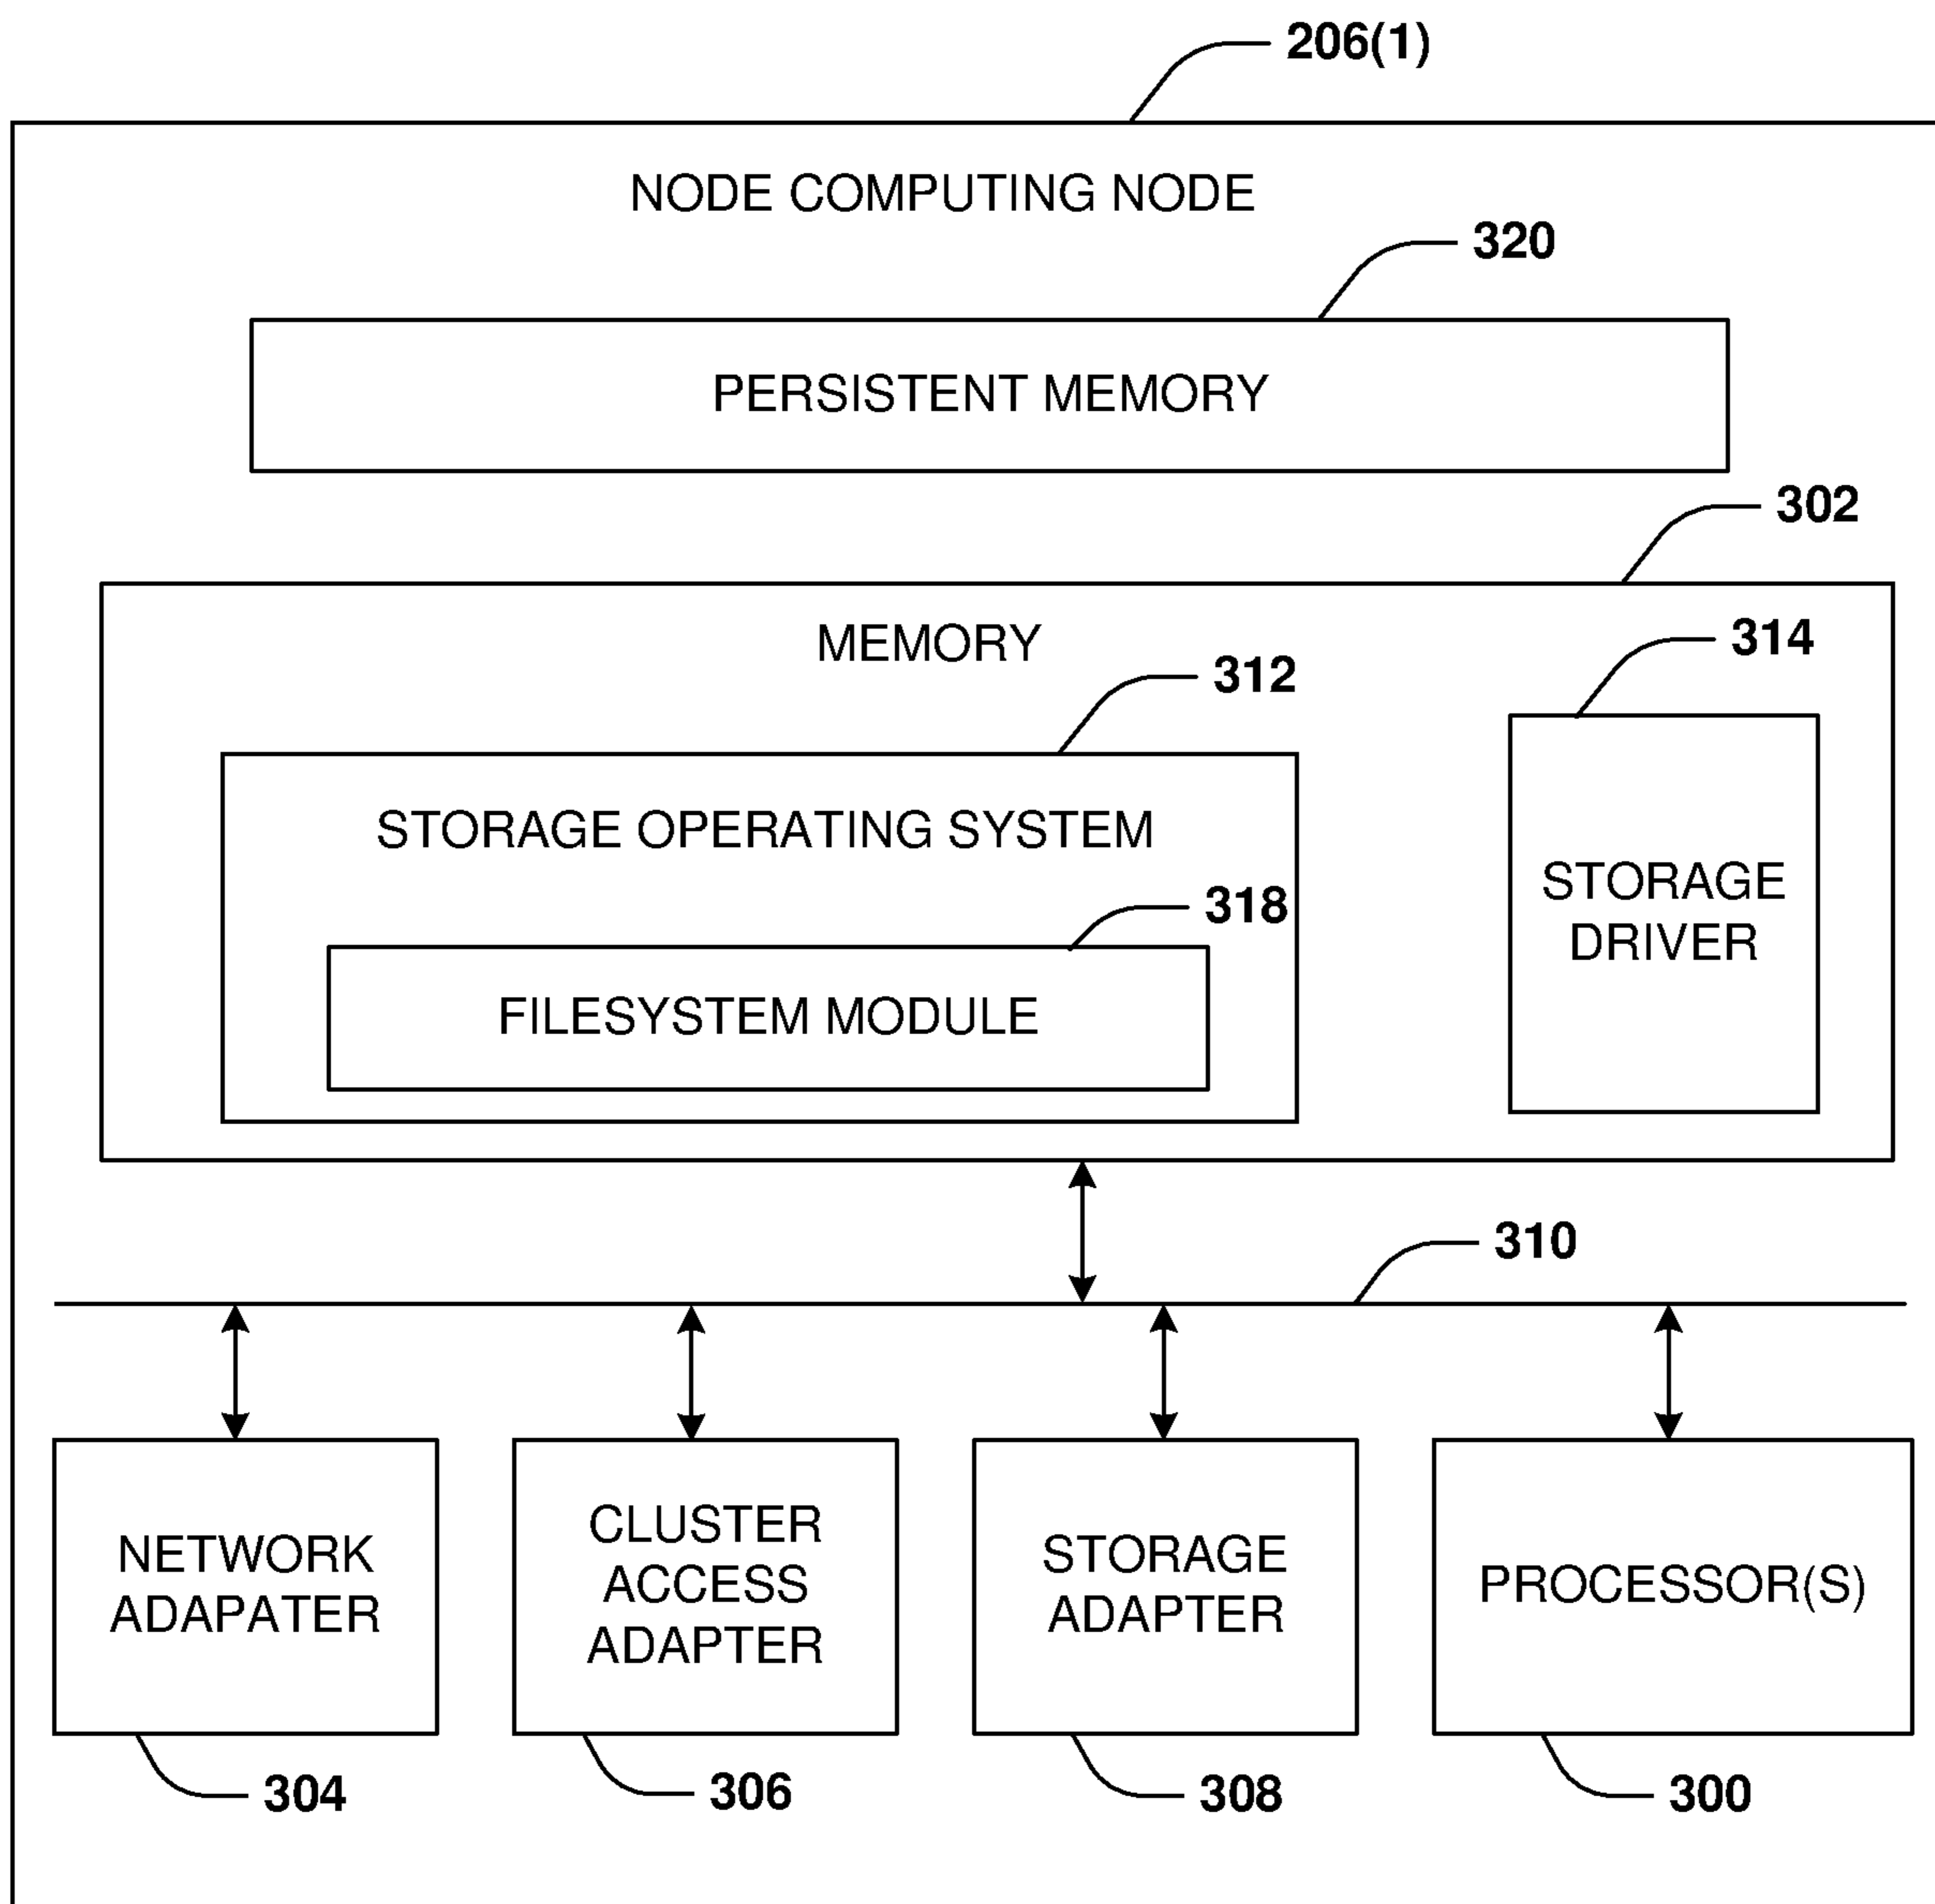 206(1)
NODE COMPUTING NODE
320
PERSISTENT MEMORY
302
MEMORY
314
312
STORAGE OPERATING SYSTEM
STORAGE
DRIVER
318
FILESYSTEM MODULE
310
NETWORK
ADAPATER
CLUSTER
ACCESS
ADAPTER
STORAGE
ADAPTER
PROCESSOR(S)
304
306
308
300